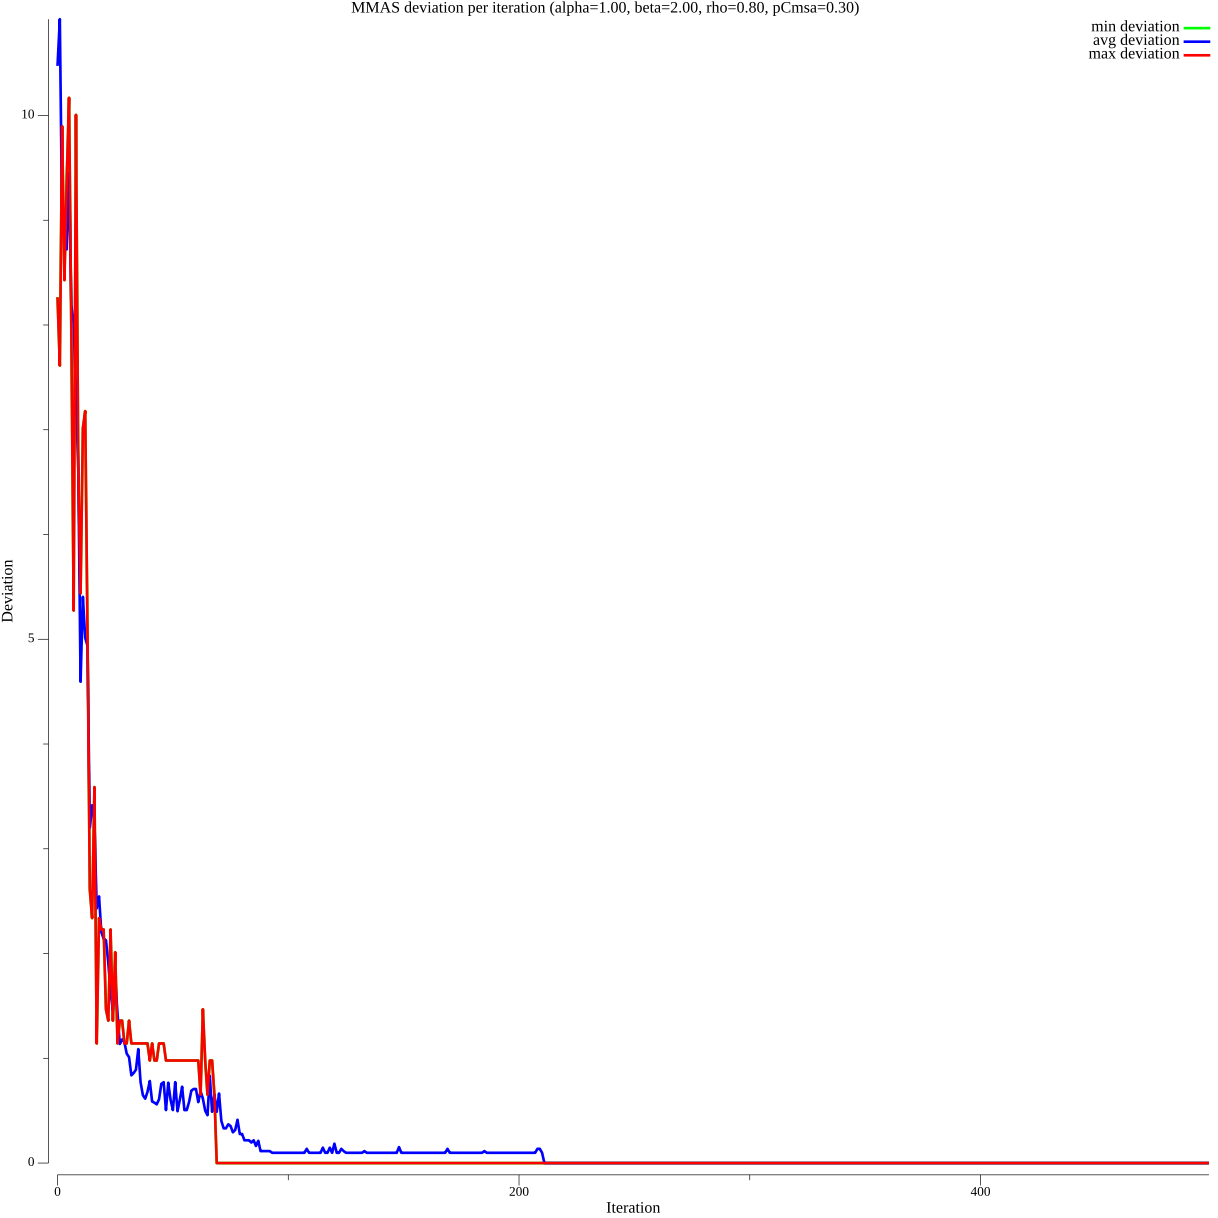 MMAS deviation per iteration (alpha=1.00, beta=2.00, rho=0.80, pCmsa=0.30)
min deviation
avg deviation
max deviation
10
5
0
Deviation
0
200
400
Iteration